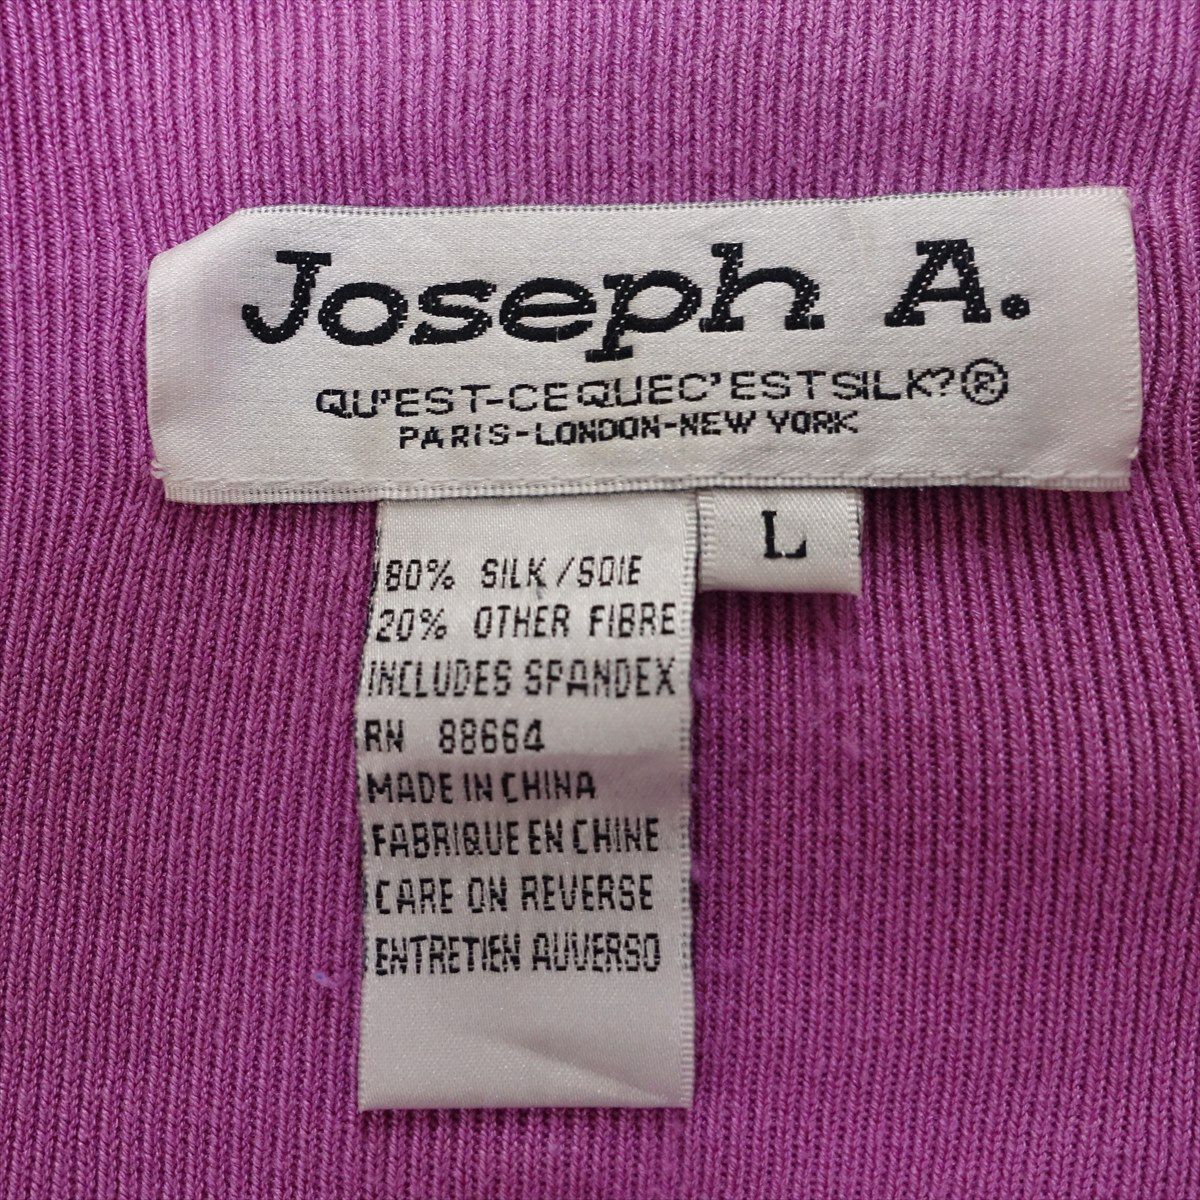 Joseph A.
QU'EST-CE QUE C'EST SILK?®
PARIS-LONDON-NEW YORK
L
80% SILK/SOIE
20% OTHER FIBRE
INCLUDES SPANDEX
RN 88664
MADE IN CHINA
FABRIQUE EN CHINE
CARE ON REVERSE
ENTRETIEN AUVERSO